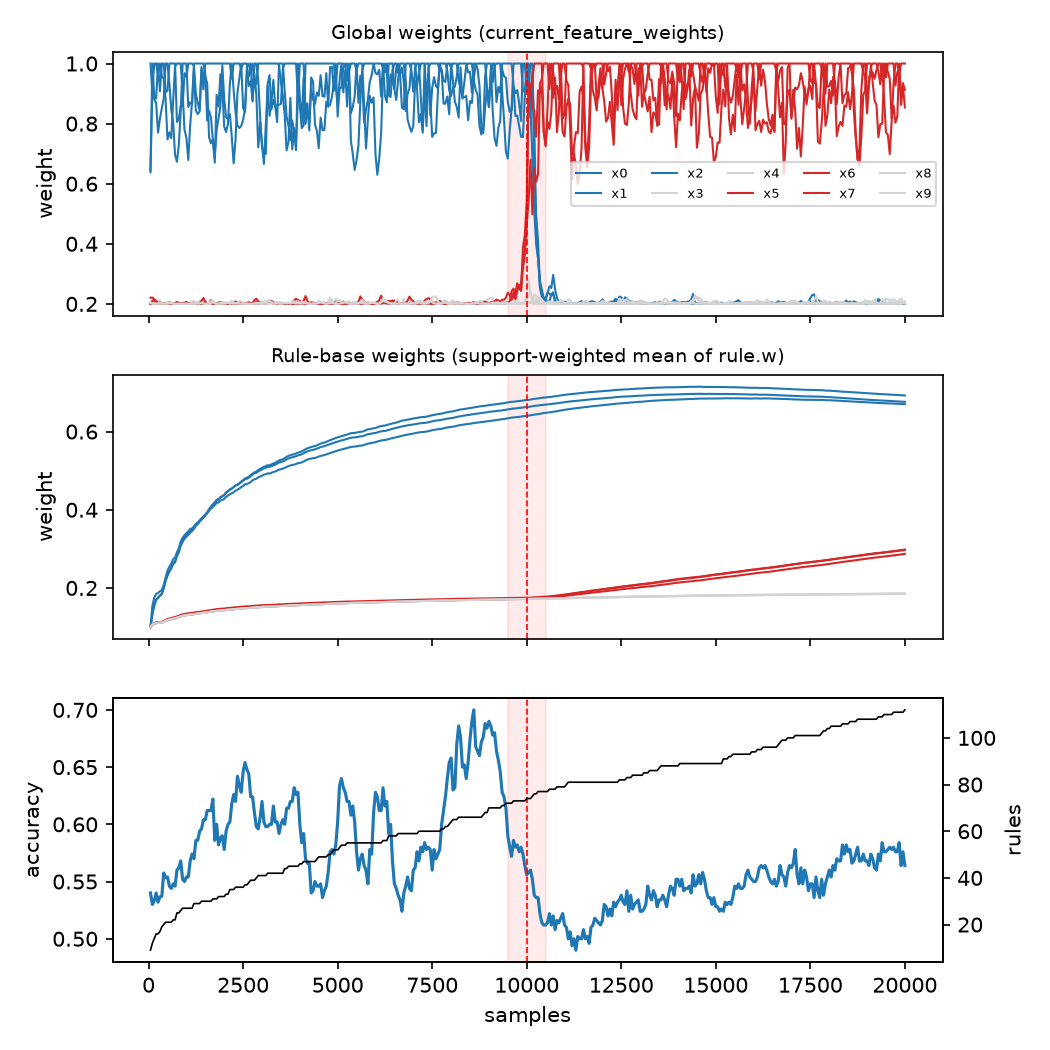 Global weights (current_feature_weights)
weight
1.0
0.8
0.6
0.4
0.2
x0 x2 x4 x6 x8
x1 x3 x5 x7 x9
Rule-base weights (support-weighted mean of rule.w)
weight
0.6
0.4
0.2
accuracy
0.70
0.65
0.60
0.55
0.50
100
80
60
40
20
rules
0 2500 5000 7500 10000 12500 15000 17500 20000
samples